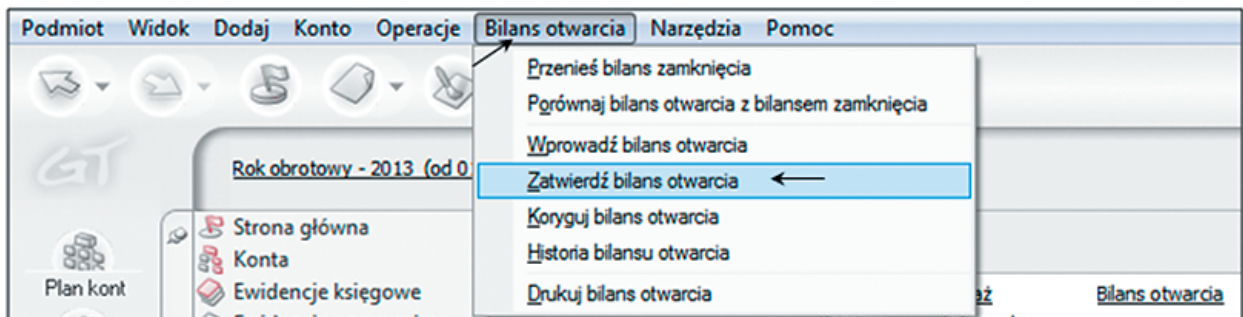 Podmiot Widok Dodaj Konto Operacje Bilans otwarcia Narzędzia Pomoc
Przenieś bilans zamknięcia
Porównaj bilans otwarcia z bilansem zamknięcia
Wprowadź bilans otwarcia
Zatwierdź bilans otwarcia
Koryguj bilans otwarcia
Historia bilansu otwarcia
Drukuj bilans otwarcia
GT
Rok obrotowy - 2013 (od 0
Strona główna
Konta
Plan kont
Ewidencje księgowe
aż Bilans otwarcia